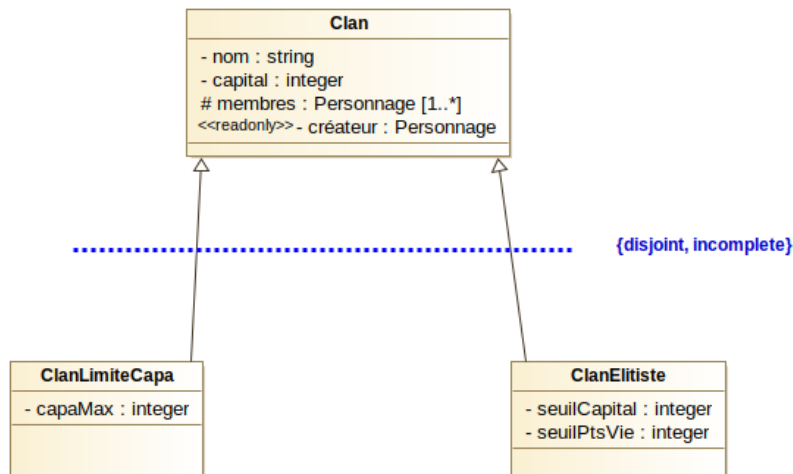 Clan
- nom : string
- capital : integer
# membres : Personnage [1..*]
<<readonly>> - créateur : Personnage
{disjoint, incomplete}
ClanLimiteCapa
- capaMax : integer
ClanElitiste
- seuilCapital : integer
- seuilPtsVie : integer